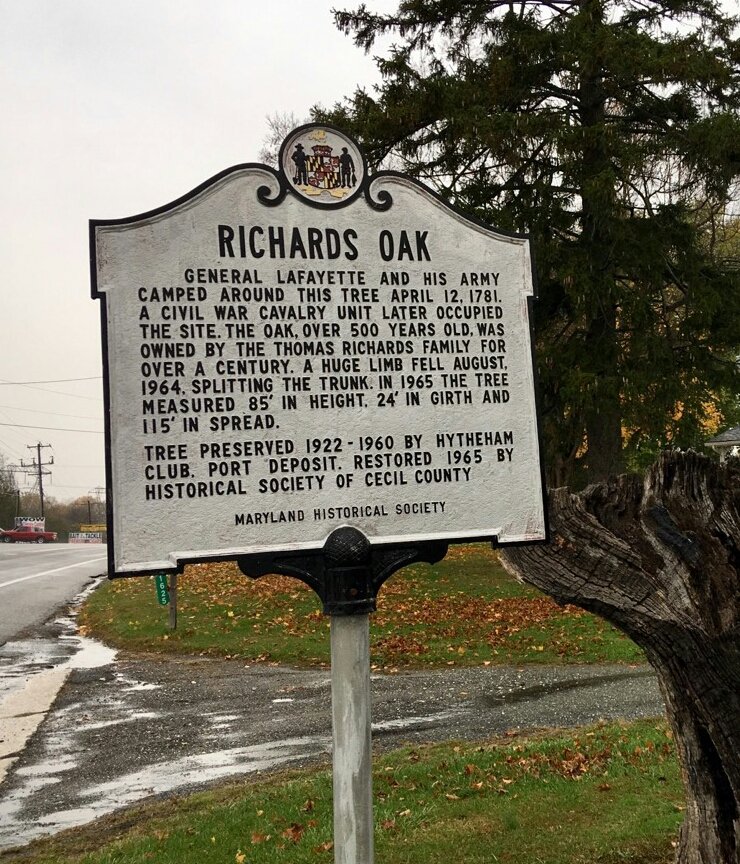 RICHARDS OAK
GENERAL LAFAYETTE AND HIS ARMY
CAMPED AROUND THIS TREE APRIL 12, 1781.
A CIVIL WAR CAVALRY UNIT LATER OCCUPIED
THE SITE. THE OAK, OVER 500 YEARS OLD, WAS
OWNED BY THE THOMAS RICHARDS FAMILY FOR
OVER A CENTURY. A HUGE LIMB FELL AUGUST,
1964, SPLITTING THE TRUNK. IN 1965 THE TREE
MEASURED 85' IN HEIGHT, 24' IN GIRTH AND
115' IN SPREAD.
TREE PRESERVED 1922-1960 BY HYTHEHAM
CLUB, PORT DEPOSIT. RESTORED 1965 BY
HISTORICAL SOCIETY OF CECIL COUNTY
MARYLAND HISTORICAL SOCIETY
1625
WOW